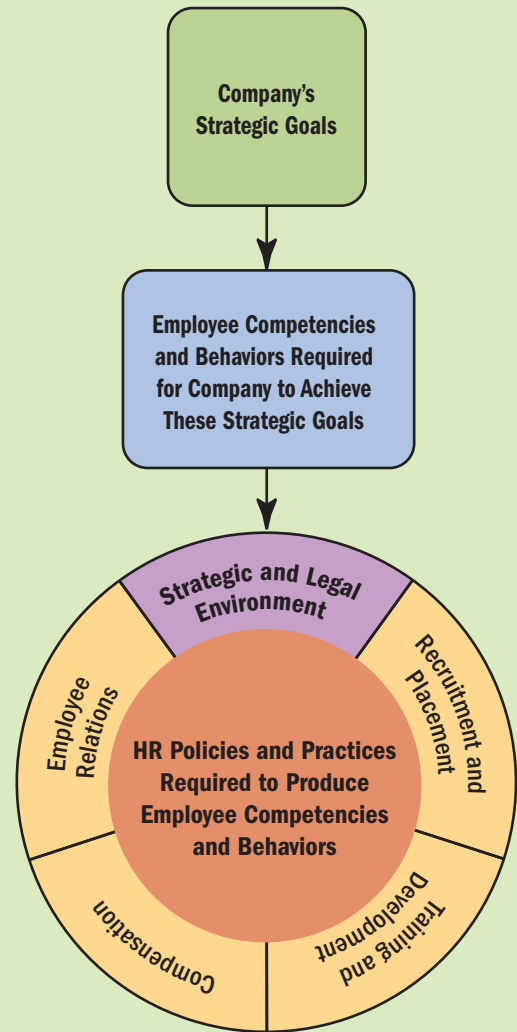 Company's
Strategic Goals
Employee Competencies
and Behaviors Required
for Company to Achieve
These Strategic Goals
Strategic and Legal
Environment
Recruitment and
Placement
Training and
Development
Compensation
Employee
Relations
HR Policies and Practices
Required to Produce
Employee Competencies
and Behaviors